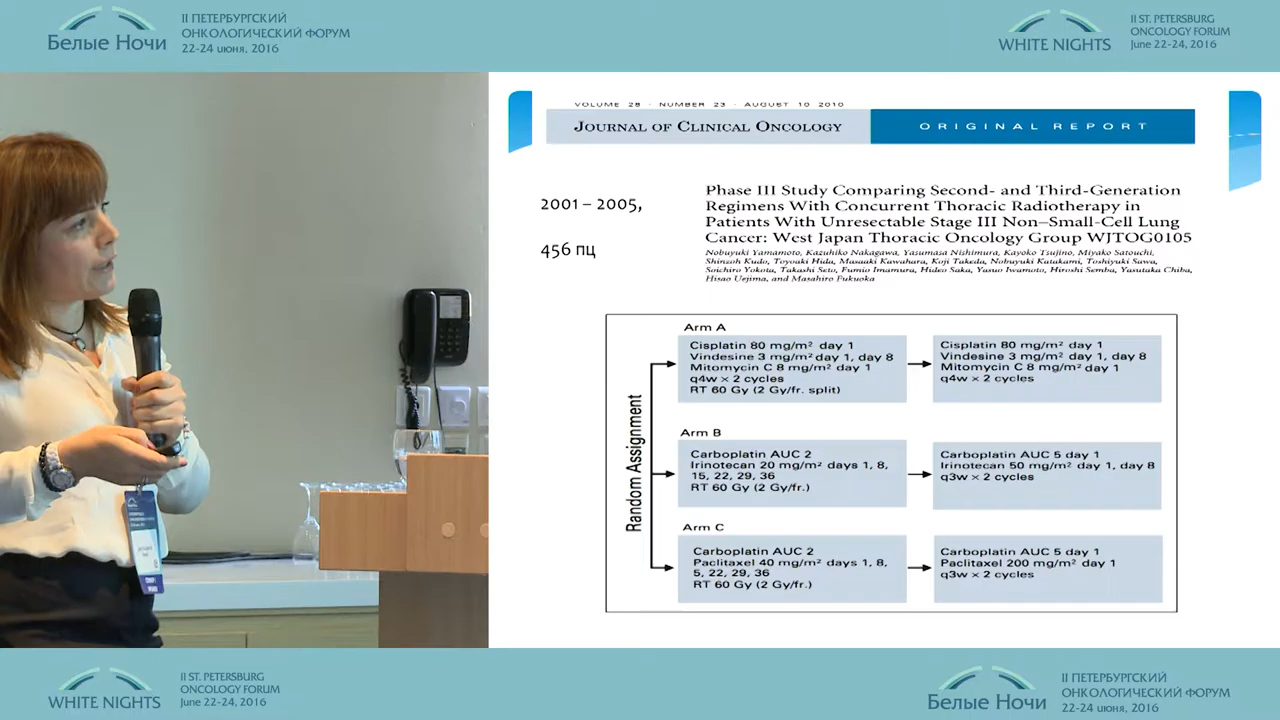 Белые Ночи
II ПЕТЕРБУРГСКИЙ
ОНКОЛОГИЧЕСКИЙ ФОРУМ
22-24 июня, 2016
WHITE NIGHTS
II ST. PETERSBURG
ONCOLOGY FORUM
June 22-24, 2016
VOLUME 28 · NUMBER 23 · AUGUST 10 2010
JOURNAL OF CLINICAL ONCOLOGY
ORIGINAL REPORT
2001 – 2005,
456 пц
Phase III Study Comparing Second- and Third-Generation
Regimens With Concurrent Thoracic Radiotherapy in
Patients With Unresectable Stage III Non–Small-Cell Lung
Cancer: West Japan Thoracic Oncology Group WJTOG0105
Nobuyuki Yamamoto, Kazuhiko Nakagawa, Yasumasa Nishimura, Kayoko Tsujino, Miyako Satouchi,
Shinzoh Kudo, Toyoaki Hida, Masaaki Kawahara, Koji Takeda, Nobuyuki Katakami, Toshiyuki Sawa,
Soichiro Yokota, Takashi Seto, Fumio Imamura, Hideo Saka, Yasuo Iwamoto, Hiroshi Semba, Yasutaka Chiba,
Hisao Uejima, and Masahiro Fukuoka
Random Assignment
Arm A
Cisplatin 80 mg/m² day 1
Vindesine 3 mg/m² day 1, day 8
Mitomycin C 8 mg/m² day 1
q4w × 2 cycles
RT 60 Gy (2 Gy/fr. split)
Cisplatin 80 mg/m² day 1
Vindesine 3 mg/m² day 1, day 8
Mitomycin C 8 mg/m² day 1
q4w × 2 cycles
Arm B
Carboplatin AUC 2
Irinotecan 20 mg/m² days 1, 8,
15, 22, 29, 36
RT 60 Gy (2 Gy/fr.)
Carboplatin AUC 5 day 1
Irinotecan 50 mg/m² day 1, day 8
q3w × 2 cycles
Arm C
Carboplatin AUC 2
Paclitaxel 40 mg/m² days 1, 8,
5, 22, 29, 36
RT 60 Gy (2 Gy/fr.)
Carboplatin AUC 5 day 1
Paclitaxel 200 mg/m² day 1
q3w × 2 cycles
WHITE NIGHTS
II ST. PETERSBURG
ONCOLOGY FORUM
June 22-24, 2016
Белые Ночи
II ПЕТЕРБУРГСКИЙ
ОНКОЛОГИЧЕСКИЙ ФОРУМ
22-24 июня, 2016